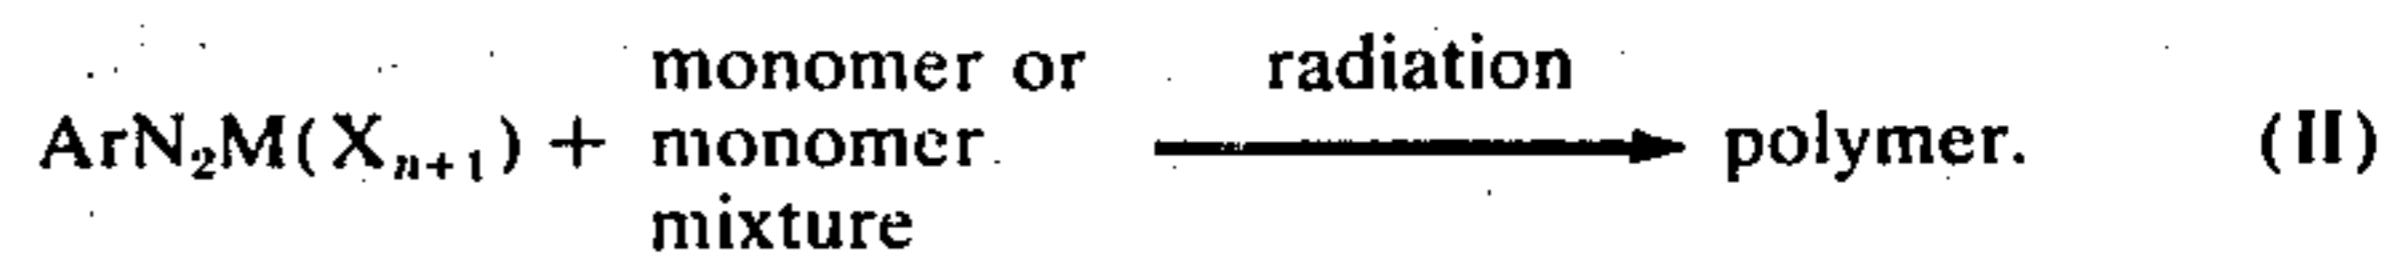 monomer or radiation
ArN₂M(Xₙ₊₁) + monomer ⟶ polymer. (II)
mixture